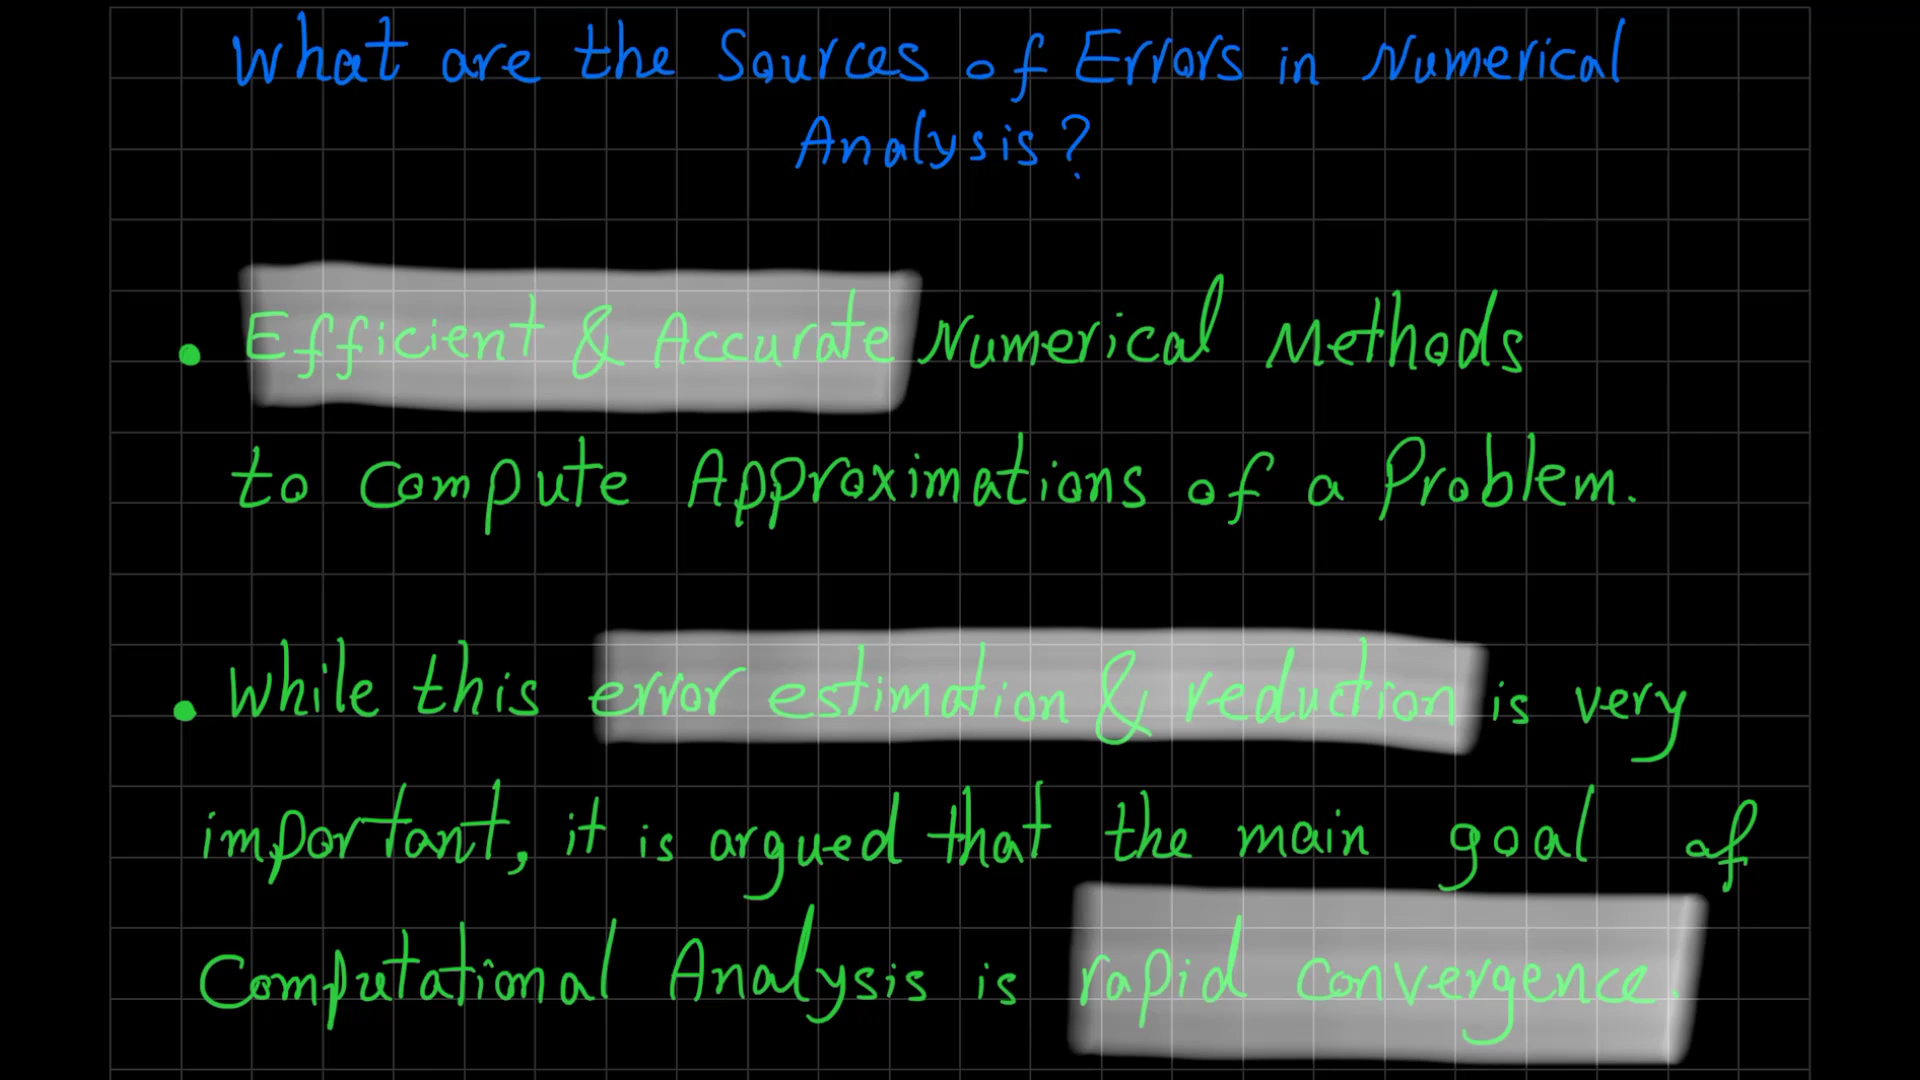 What are the Sources of Errors in Numerical
Analysis?
• Efficient & Accurate Numerical Methods
to Compute Approximations of a Problem.
• While this error estimation & reduction is very
important, it is argued that the main goal of
Computational Analysis is rapid Convergence.